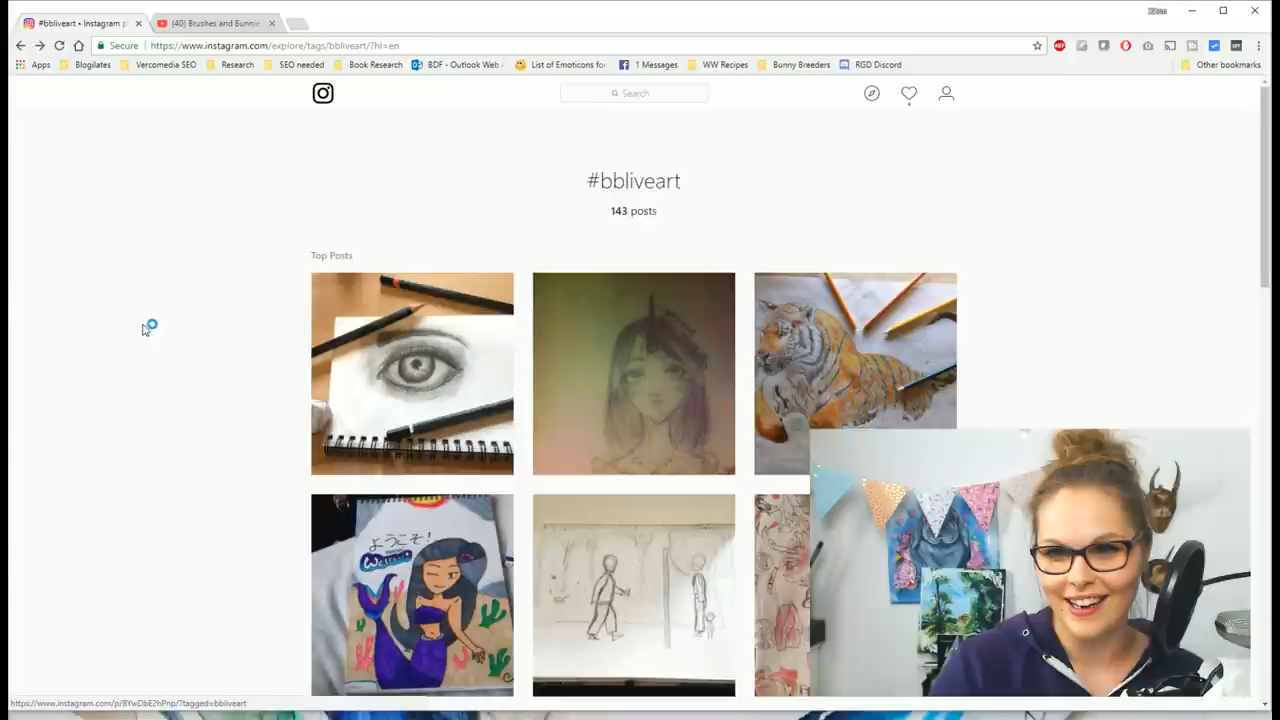 #bbliveart • Instagram p
(40) Brushes and Bunnie
Secure
https://www.instagram.com/explore/tags/bbliveart/?hl=en
Apps Blogilates Vercomedia SEO Research SEO needed Book Research BDF - Outlook Web List of Emoticons for 1 Messages WW Recipes Bunny Breeders RGD Discord Other bookmarks
Search
#bbliveart
143 posts
Top Posts
ようこそ!
Welcome
https://www.instagram.com/p/BYwDbE2hPnp/?tagged=bbliveart